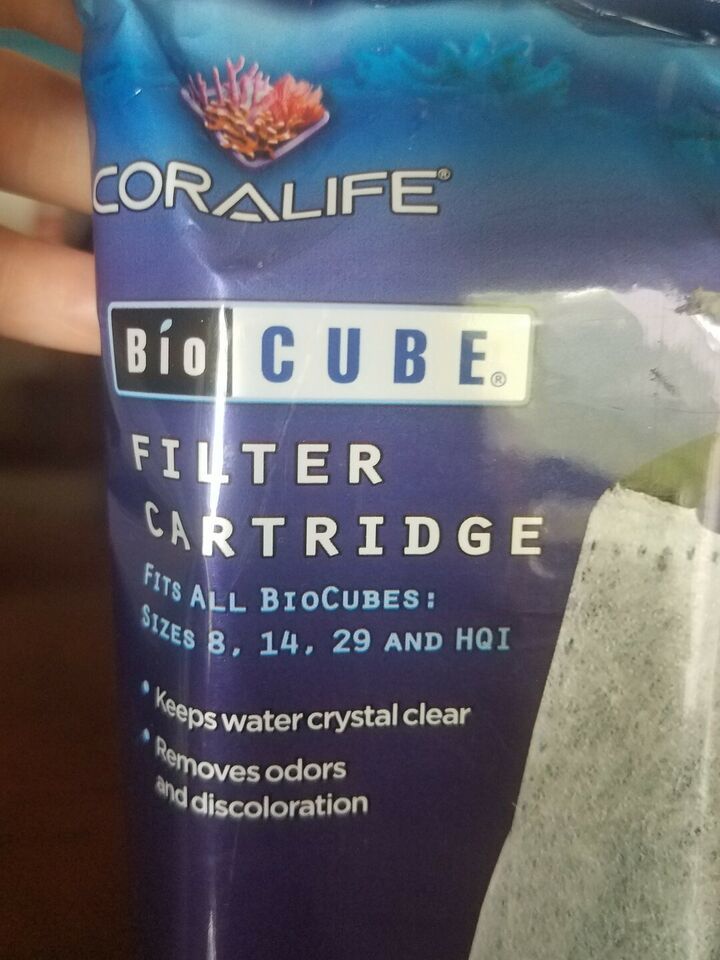 CORALIFE®
Bio CUBE®
FILTER
CARTRIDGE
FITS ALL BIOCUBES:
SIZES 8, 14, 29 AND HQI
• Keeps water crystal clear
• Removes odors
and discoloration